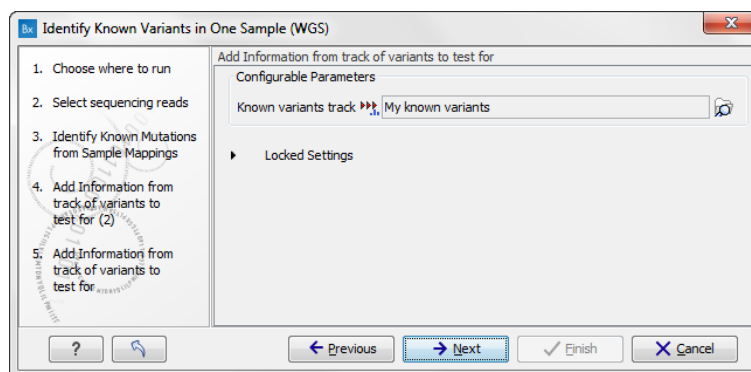 Bx Identify Known Variants in One Sample (WGS)
1. Choose where to run
2. Select sequencing reads
3. Identify Known Mutations
from Sample Mappings
4. Add Information from
track of variants to
test for (2)
5. Add Information from
track of variants to
test for
Add Information from track of variants to test for
Configurable Parameters
Known variants track My known variants
Locked Settings
? Previous Next Finish Cancel